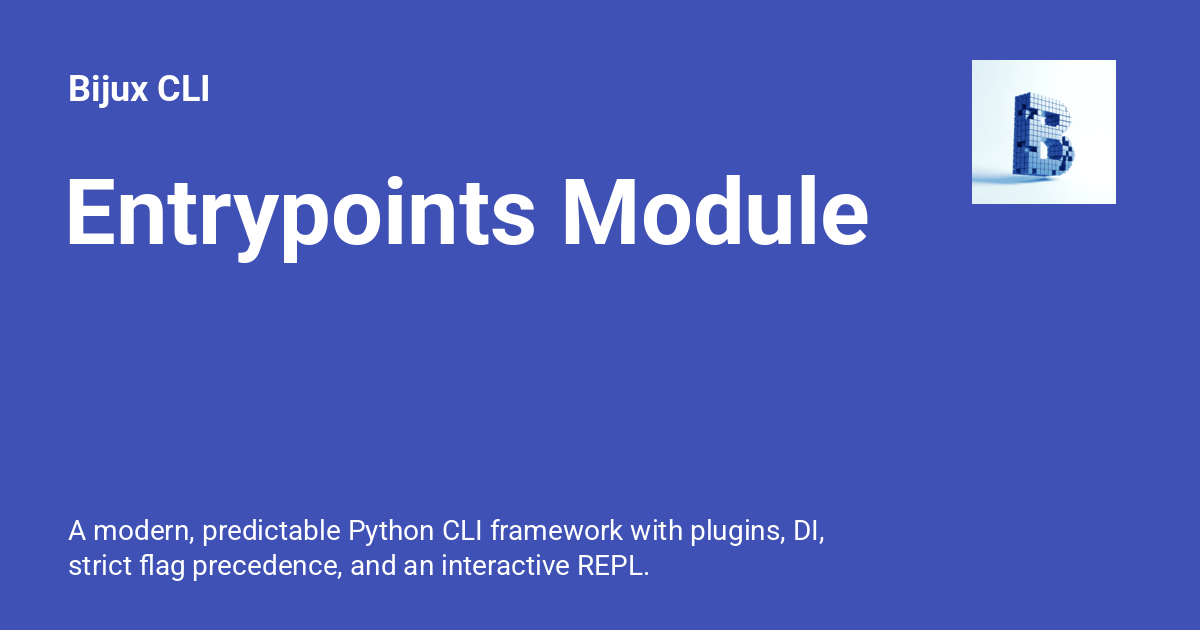 Bijux CLI
Entrypoints Module
B
A modern, predictable Python CLI framework with plugins, DI,
strict flag precedence, and an interactive REPL.